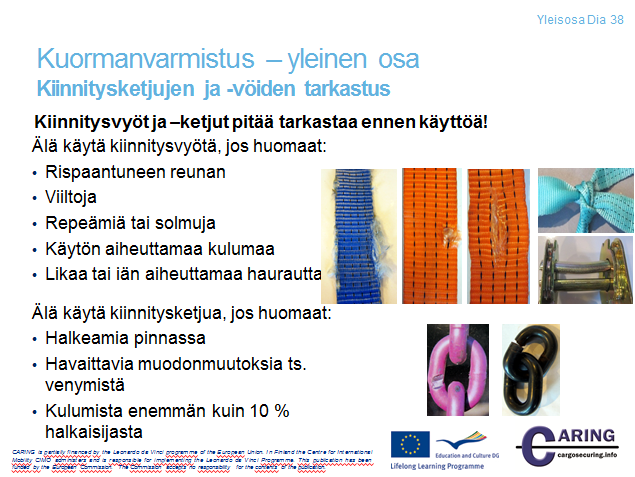 Yleisosa Dia 38
Kuormanvarmistus – yleinen osa
Kiinnitysketjujen ja -vöiden tarkastus
Kiinnitysvyöt ja –ketjut pitää tarkastaa ennen käyttöä!
Älä käytä kiinnitysvyötä, jos huomaat:
• Rispaantuneen reunan
• Viiltoja
• Repeämiä tai solmuja
• Käytön aiheuttamaa kulumaa
• Likaa tai iän aiheuttamaa haurautta
Älä käytä kiinnitysketjua, jos huomaat:
• Halkeamia pinnassa
• Havaittavia muodonmuutoksia ts.
venymistä
• Kulumista enemmän kuin 10 %
halkaisijasta
CARING is partially financed by the Leonardo da Vinci programme of the European Union. In Finland the Centre for International
Mobility CIMO administers and is responsible for implementing the Leonardo da Vinci Programme. This publication has been
funded by the European Commission. The Commission accepts no responsibility for the contents of the publication.
Education and Culture DG
Lifelong Learning Programme
CARING
cargosecuring.info